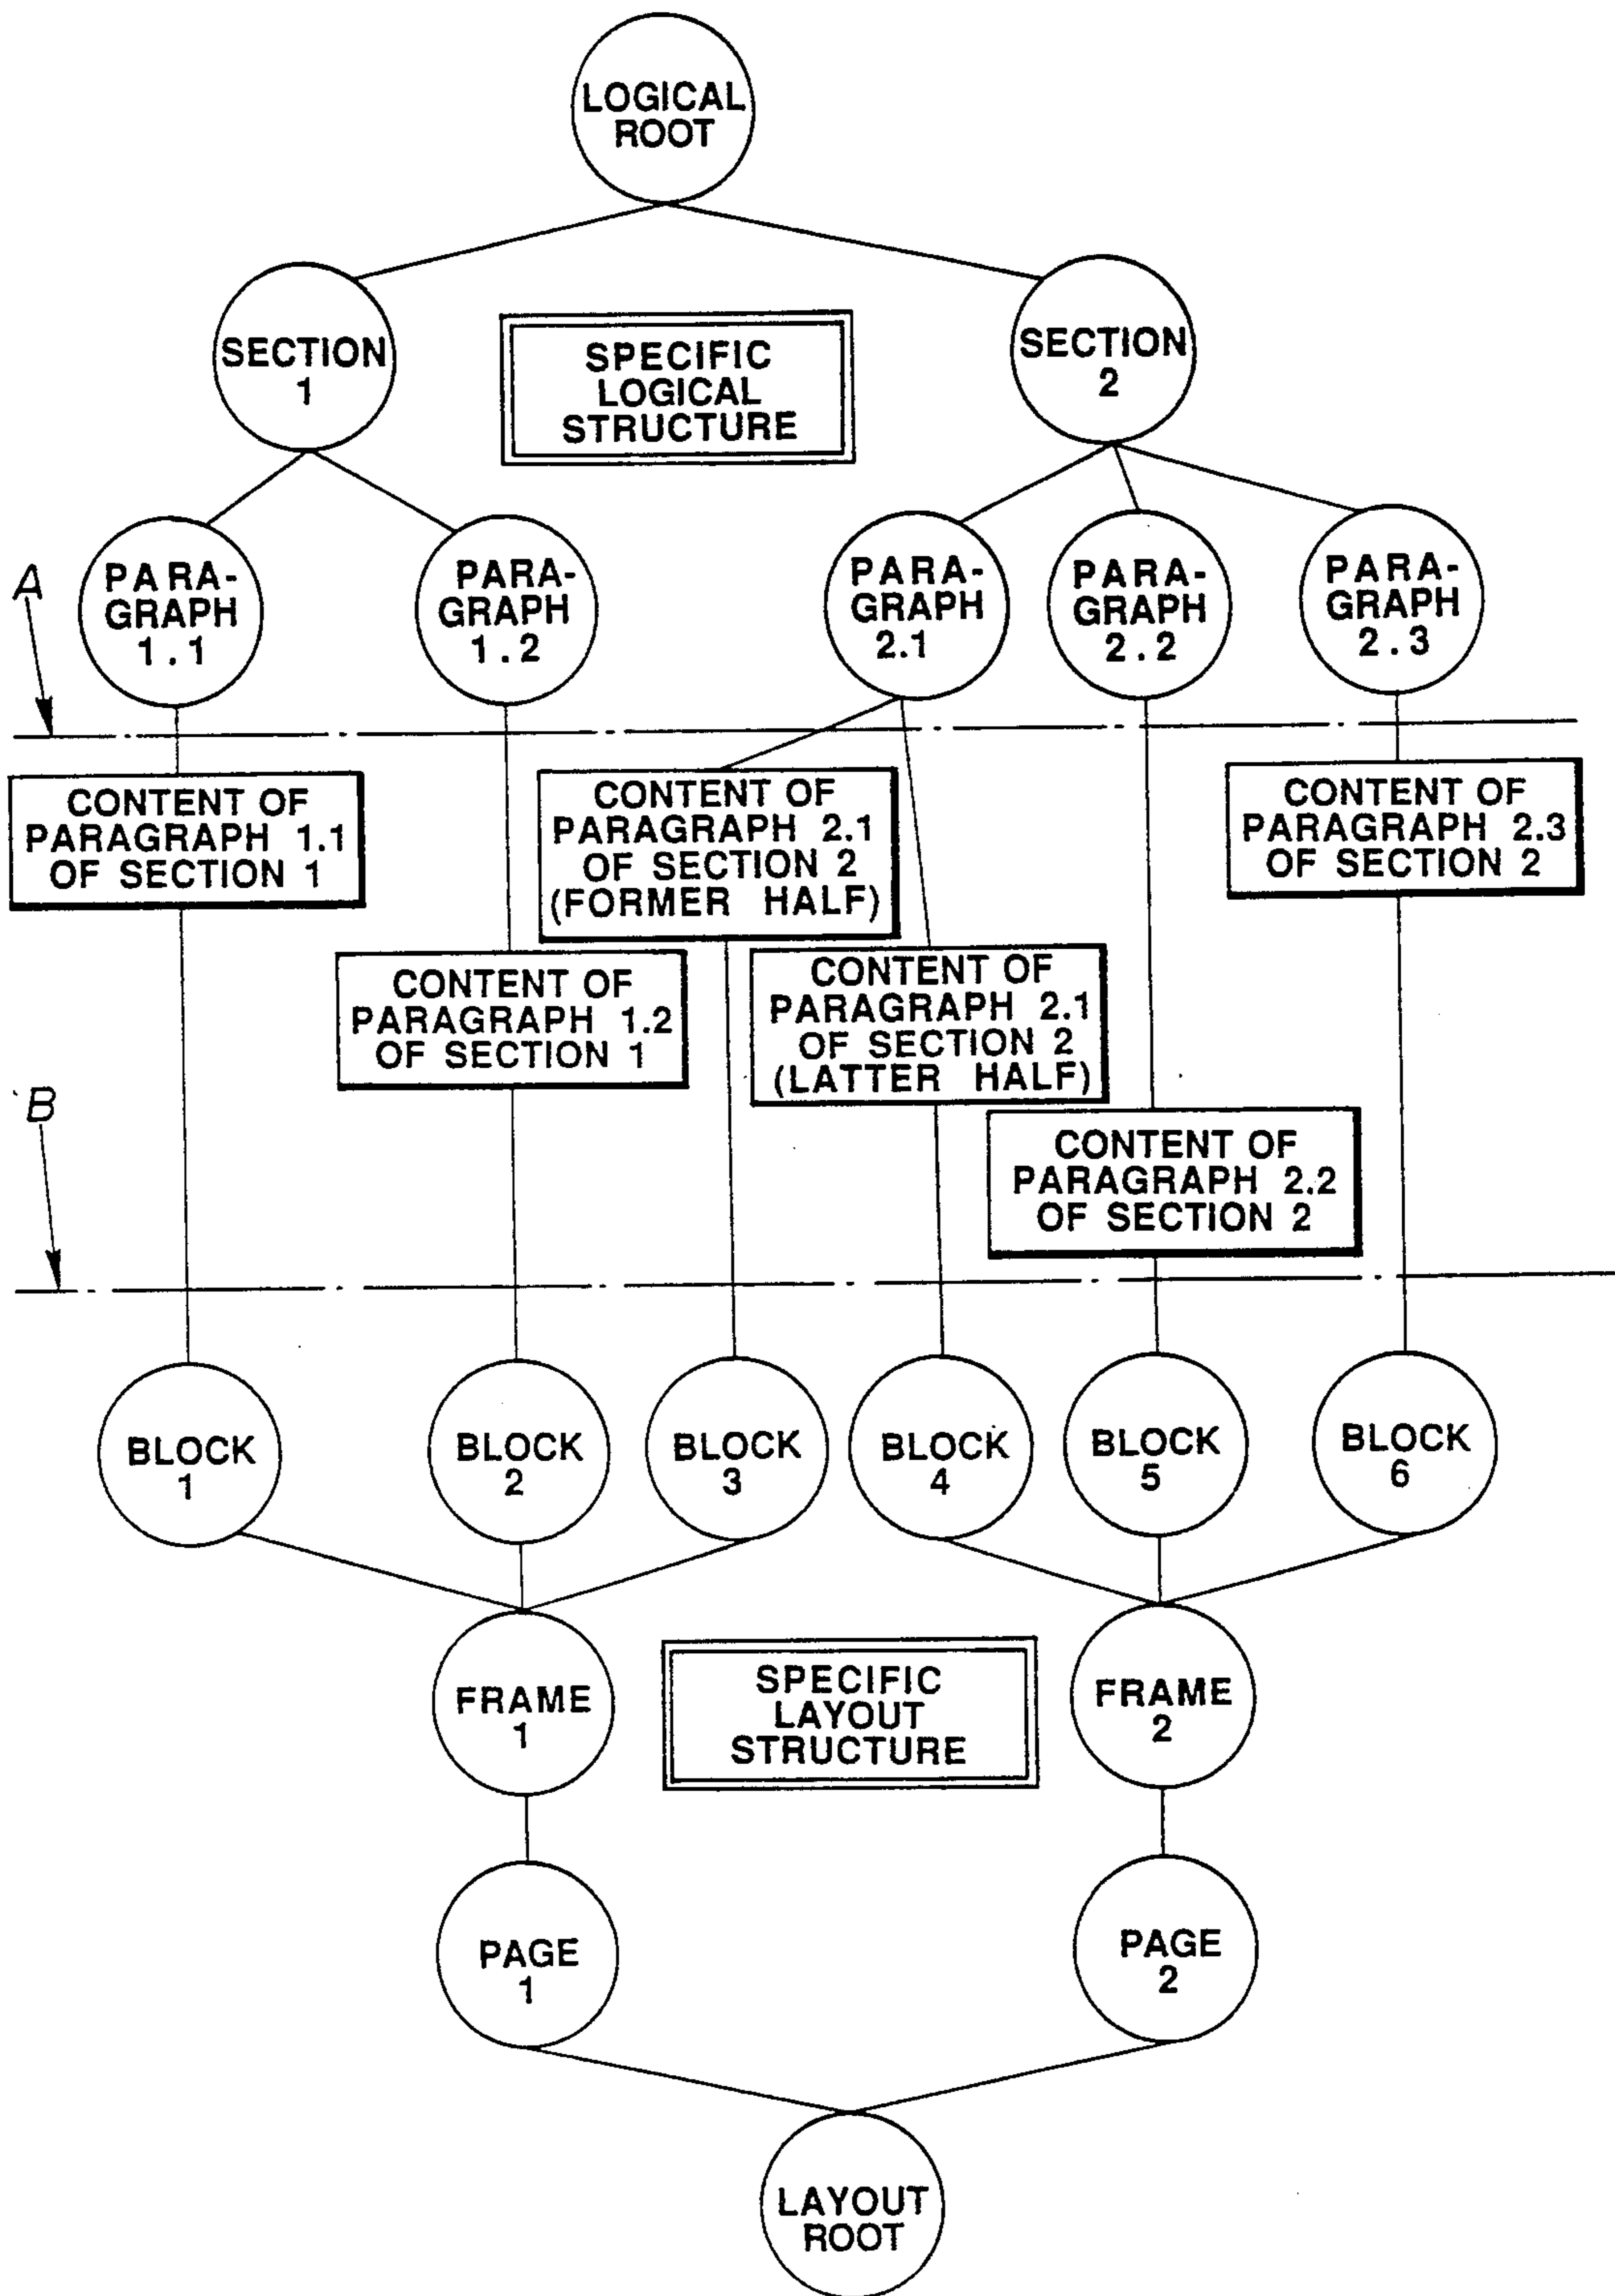 LOGICAL
ROOT
SECTION
1
SPECIFIC
LOGICAL
STRUCTURE
SECTION
2
PARA-
GRAPH
1.1
PARA-
GRAPH
1.2
PARA-
GRAPH
2.1
PARA-
GRAPH
2.2
PARA-
GRAPH
2.3
A
CONTENT OF
PARAGRAPH 1.1
OF SECTION 1
CONTENT OF
PARAGRAPH 1.2
OF SECTION 1
CONTENT OF
PARAGRAPH 2.1
OF SECTION 2
(FORMER HALF)
CONTENT OF
PARAGRAPH 2.1
OF SECTION 2
(LATTER HALF)
CONTENT OF
PARAGRAPH 2.2
OF SECTION 2
CONTENT OF
PARAGRAPH 2.3
OF SECTION 2
B
BLOCK
1
BLOCK
2
BLOCK
3
BLOCK
4
BLOCK
5
BLOCK
6
FRAME
1
SPECIFIC
LAYOUT
STRUCTURE
FRAME
2
PAGE
1
PAGE
2
LAYOUT
ROOT